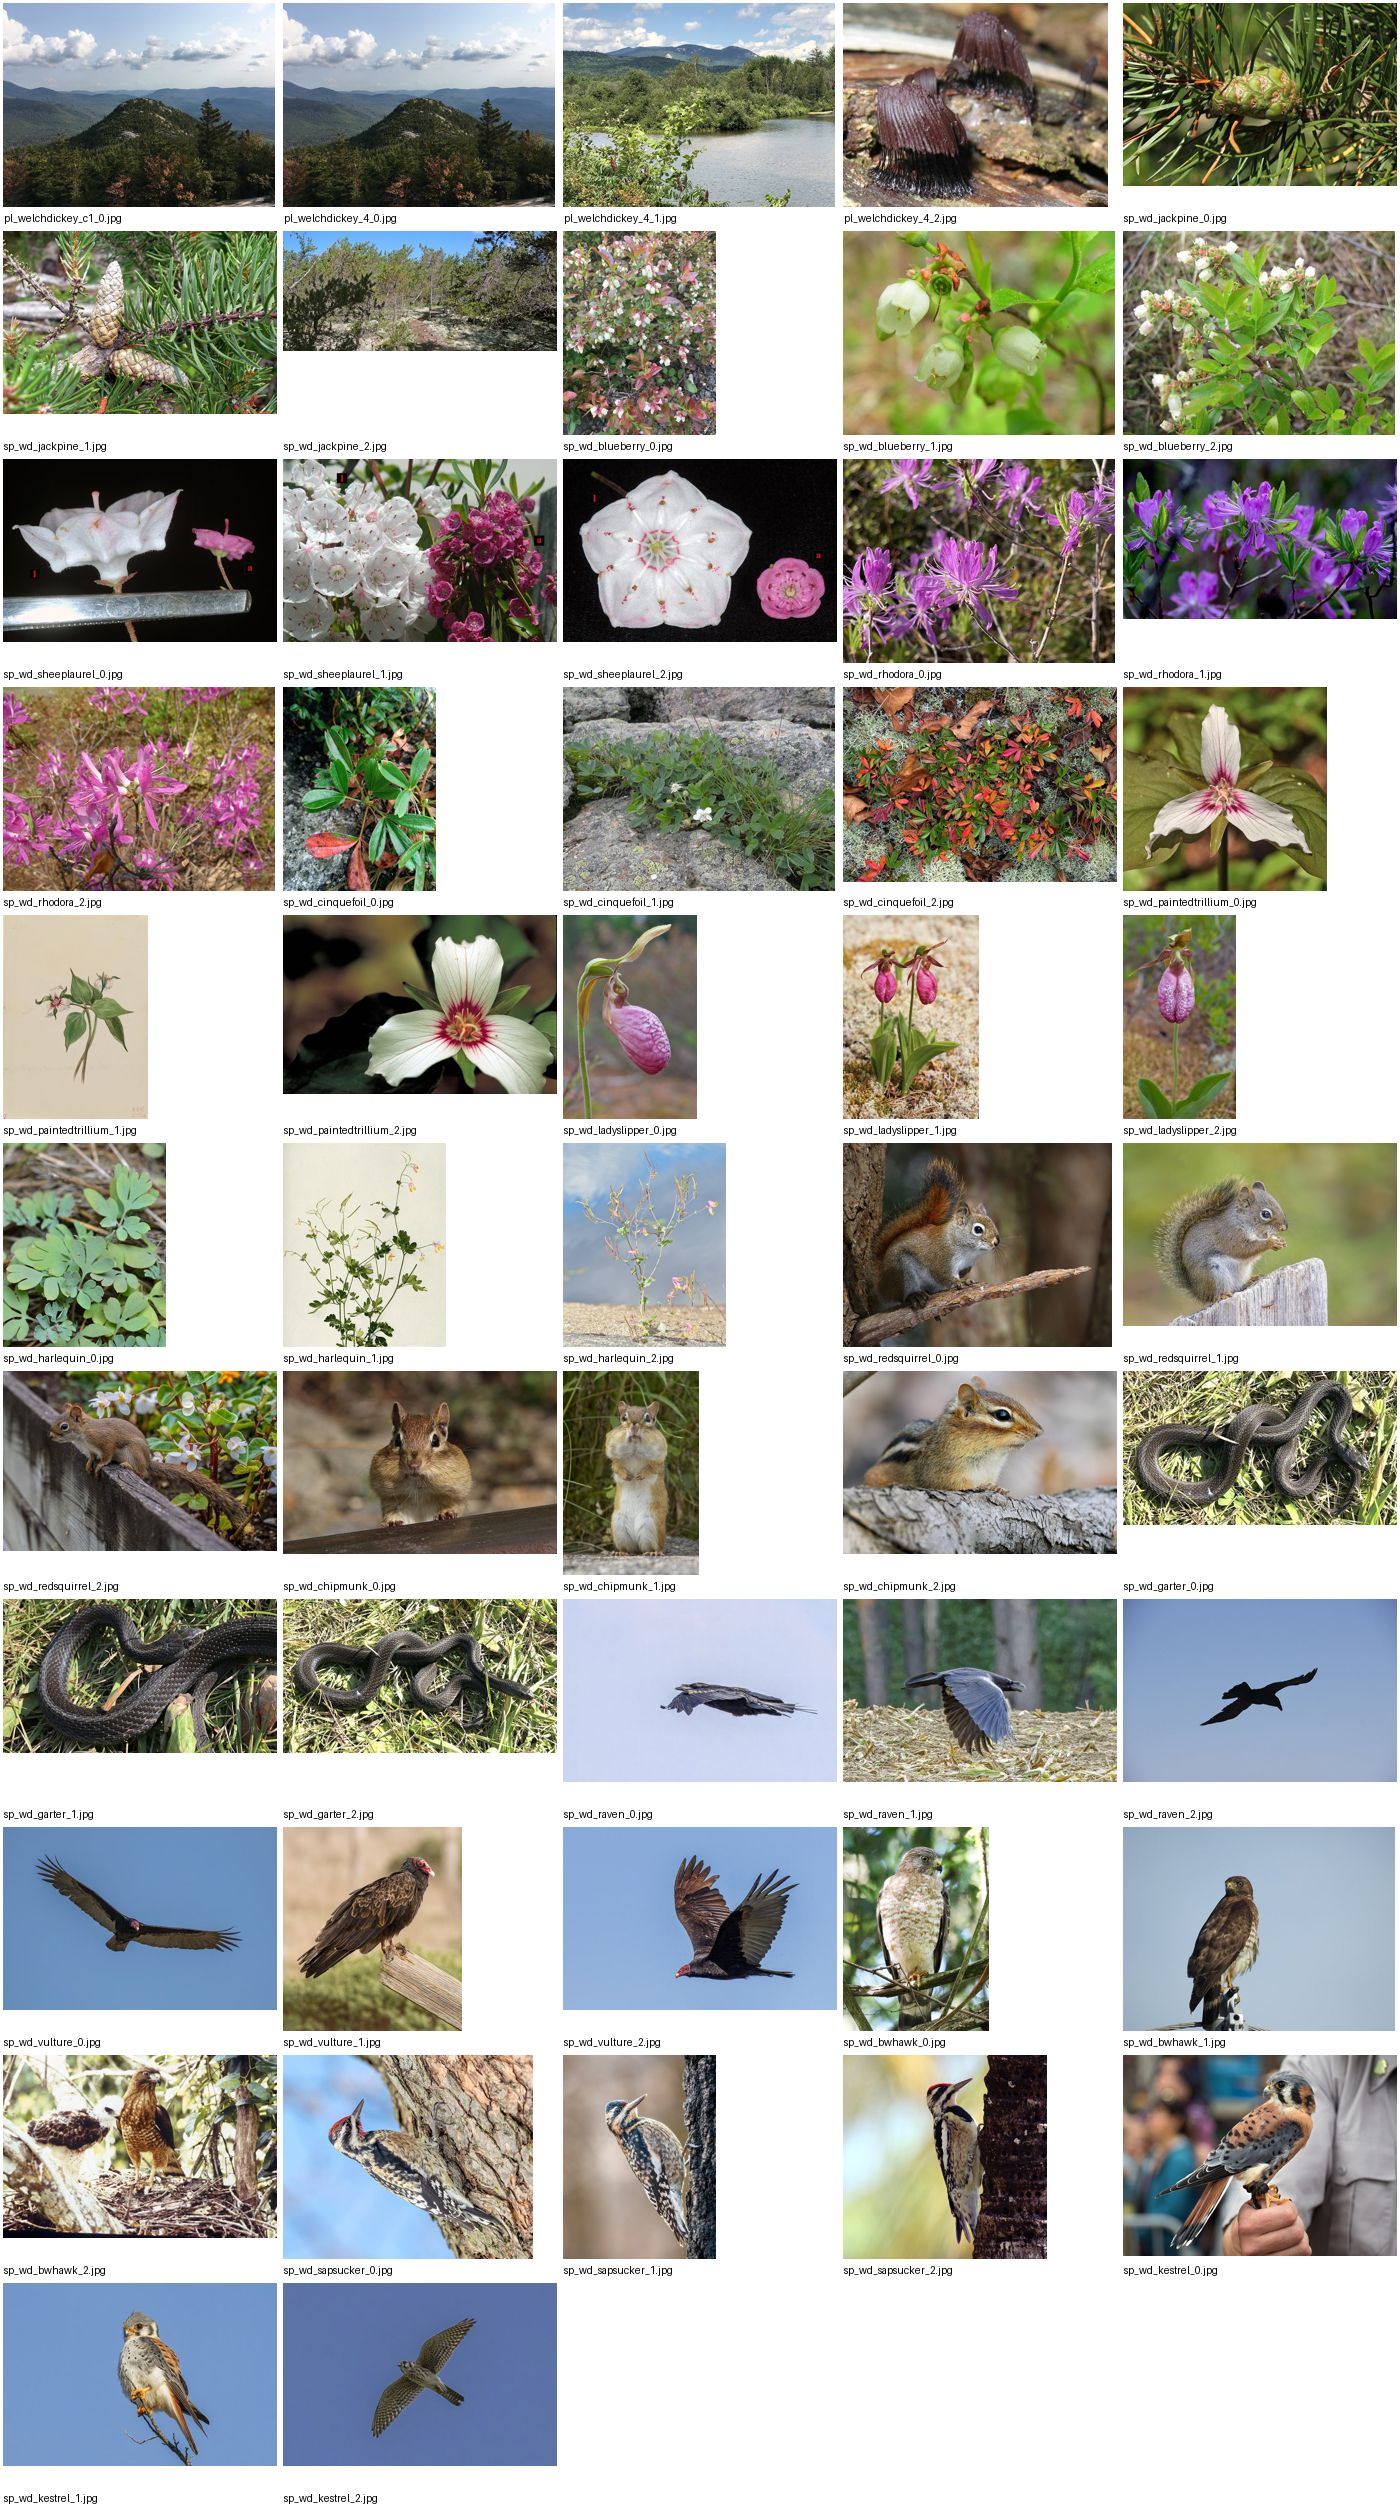 pl_welchdickey_c1_0.jpg
pl_welchdickey_4_0.jpg
pl_welchdickey_4_1.jpg
pl_welchdickey_4_2.jpg
sp_wd_jackpine_0.jpg
sp_wd_jackpine_1.jpg
sp_wd_jackpine_2.jpg
sp_wd_blueberry_0.jpg
sp_wd_blueberry_1.jpg
sp_wd_blueberry_2.jpg
sp_wd_sheeplaurel_0.jpg
sp_wd_sheeplaurel_1.jpg
sp_wd_sheeplaurel_2.jpg
sp_wd_rhodora_0.jpg
sp_wd_rhodora_1.jpg
sp_wd_rhodora_2.jpg
sp_wd_cinquefoil_0.jpg
sp_wd_cinquefoil_1.jpg
sp_wd_cinquefoil_2.jpg
sp_wd_paintedtrillium_0.jpg
sp_wd_paintedtrillium_1.jpg
sp_wd_paintedtrillium_2.jpg
sp_wd_ladyslipper_0.jpg
sp_wd_ladyslipper_1.jpg
sp_wd_ladyslipper_2.jpg
sp_wd_harlequin_0.jpg
sp_wd_harlequin_1.jpg
sp_wd_harlequin_2.jpg
sp_wd_redsquirrel_0.jpg
sp_wd_redsquirrel_1.jpg
sp_wd_redsquirrel_2.jpg
sp_wd_chipmunk_0.jpg
sp_wd_chipmunk_1.jpg
sp_wd_chipmunk_2.jpg
sp_wd_garter_0.jpg
sp_wd_garter_1.jpg
sp_wd_garter_2.jpg
sp_wd_raven_0.jpg
sp_wd_raven_1.jpg
sp_wd_raven_2.jpg
sp_wd_vulture_0.jpg
sp_wd_vulture_1.jpg
sp_wd_vulture_2.jpg
sp_wd_bwhawk_0.jpg
sp_wd_bwhawk_1.jpg
sp_wd_bwhawk_2.jpg
sp_wd_sapsucker_0.jpg
sp_wd_sapsucker_1.jpg
sp_wd_sapsucker_2.jpg
sp_wd_kestrel_0.jpg
sp_wd_kestrel_1.jpg
sp_wd_kestrel_2.jpg